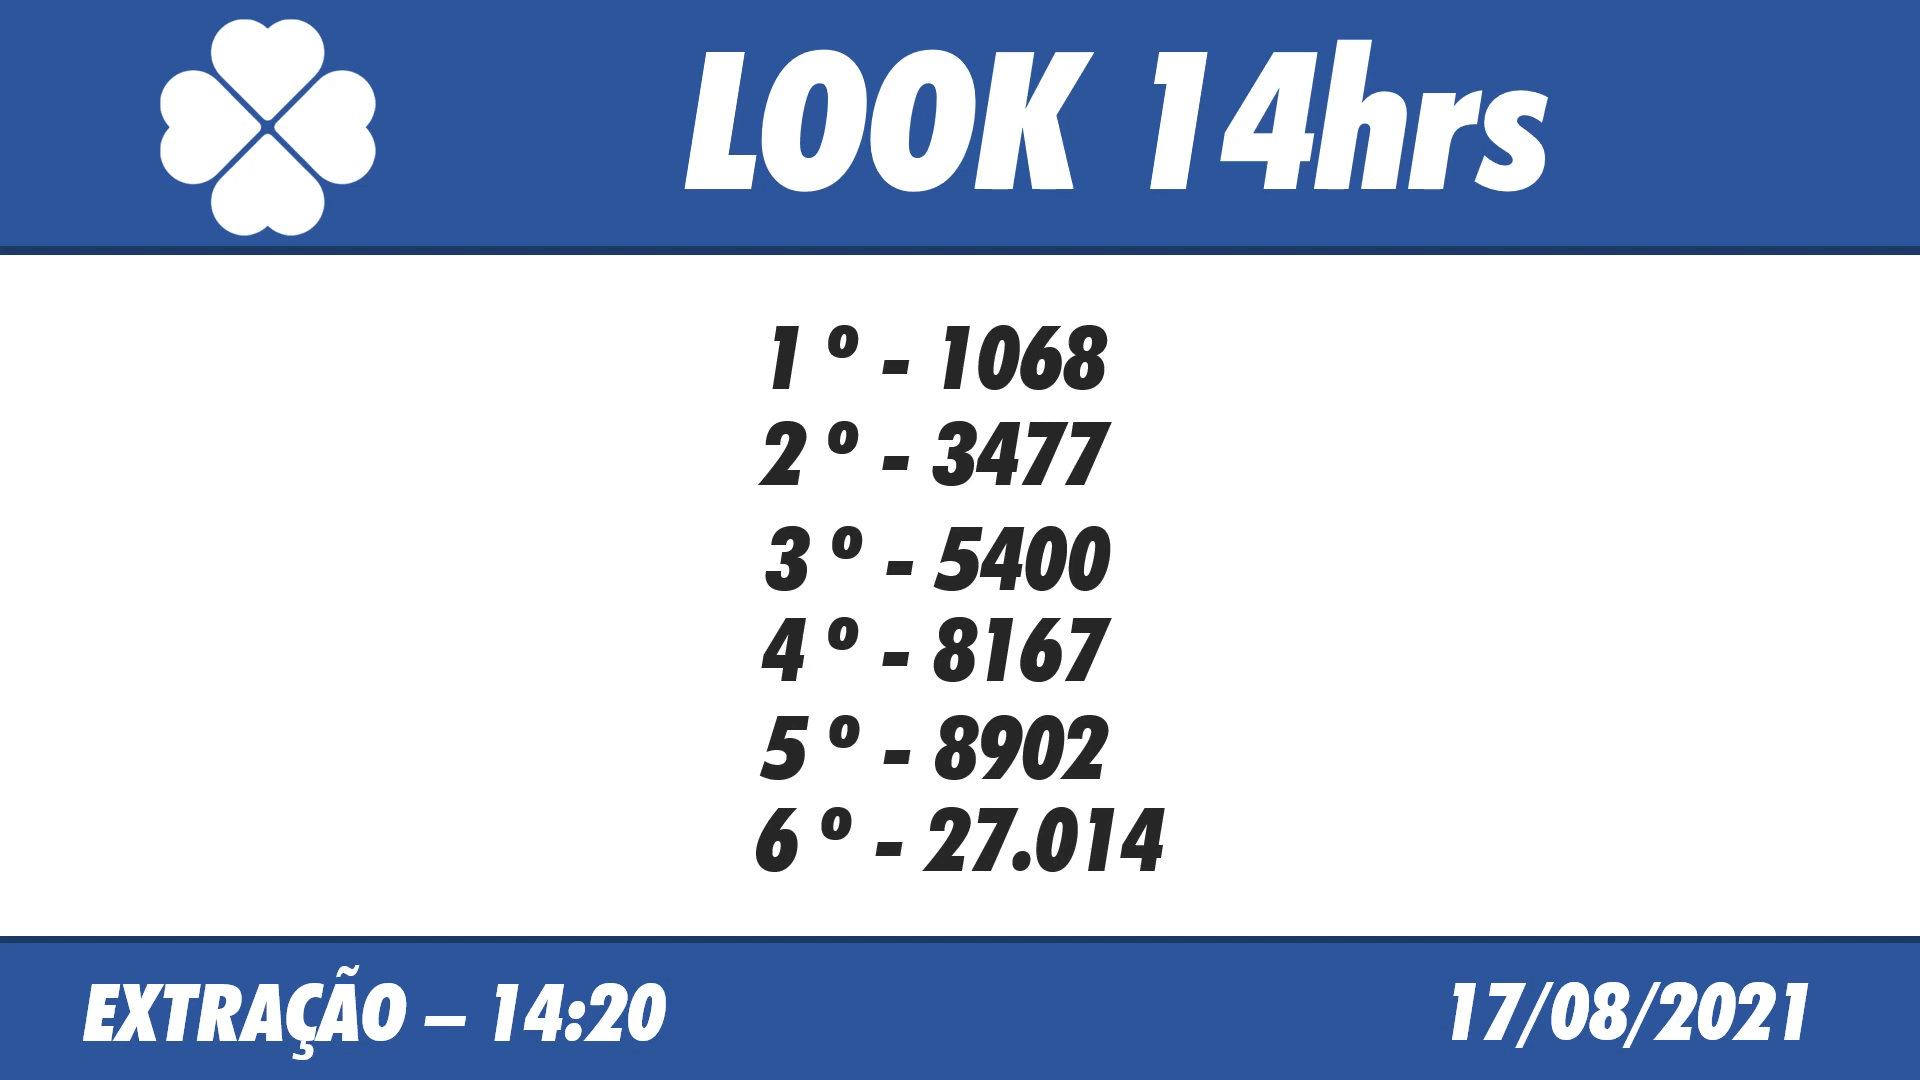 LOOK 14hrs
1 º - 1068
2 º - 3477
3 º - 5400
4 º - 8167
5 º - 8902
6 º - 27.014
EXTRAÇÃO – 14:20
17/08/2021